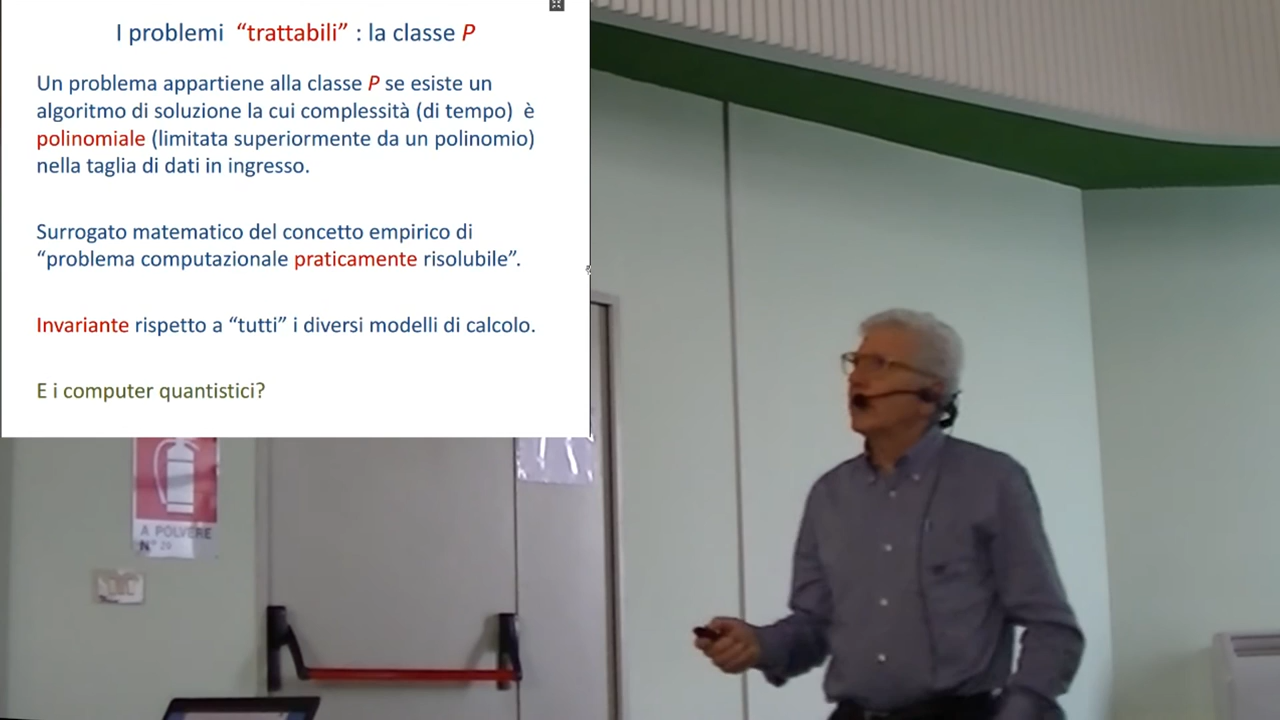 I problemi “trattabili” : la classe P
Un problema appartiene alla classe P se esiste un
algoritmo di soluzione la cui complessità (di tempo) è
polinomiale (limitata superiormente da un polinomio)
nella taglia di dati in ingresso.
Surrogato matematico del concetto empirico di
“problema computazionale praticamente risolubile”.
Invariante rispetto a “tutti” i diversi modelli di calcolo.
E i computer quantistici?
A POLVERE
N° 29